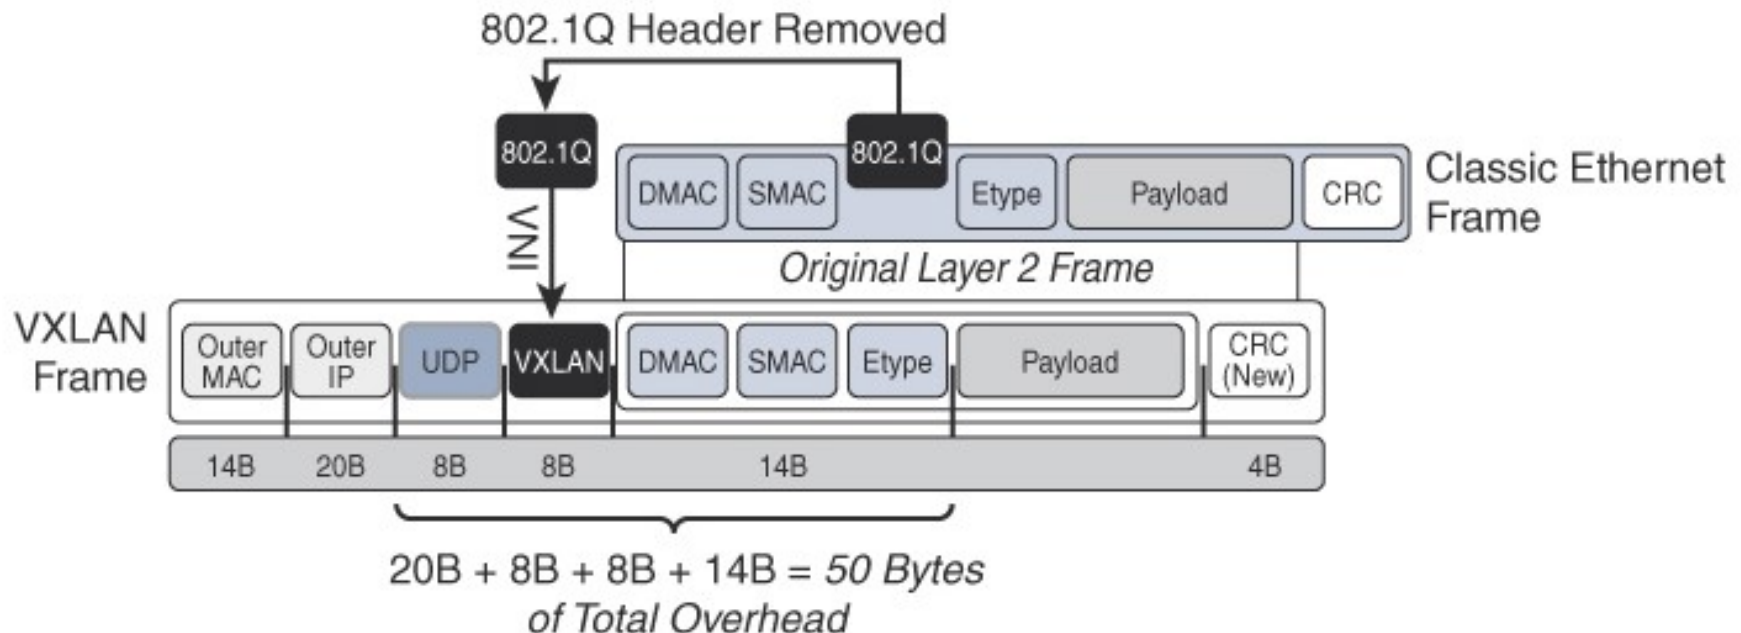 802.1Q Header Removed
802.1Q
802.1Q
DMAC
SMAC
Etype
Payload
CRC
Classic Ethernet
Frame
VNI
Original Layer 2 Frame
VXLAN
Frame
Outer
MAC
Outer
IP
UDP
VXLAN
DMAC
SMAC
Etype
Payload
CRC
(New)
14B
20B
8B
8B
14B
4B
20B + 8B + 8B + 14B = 50 Bytes
of Total Overhead